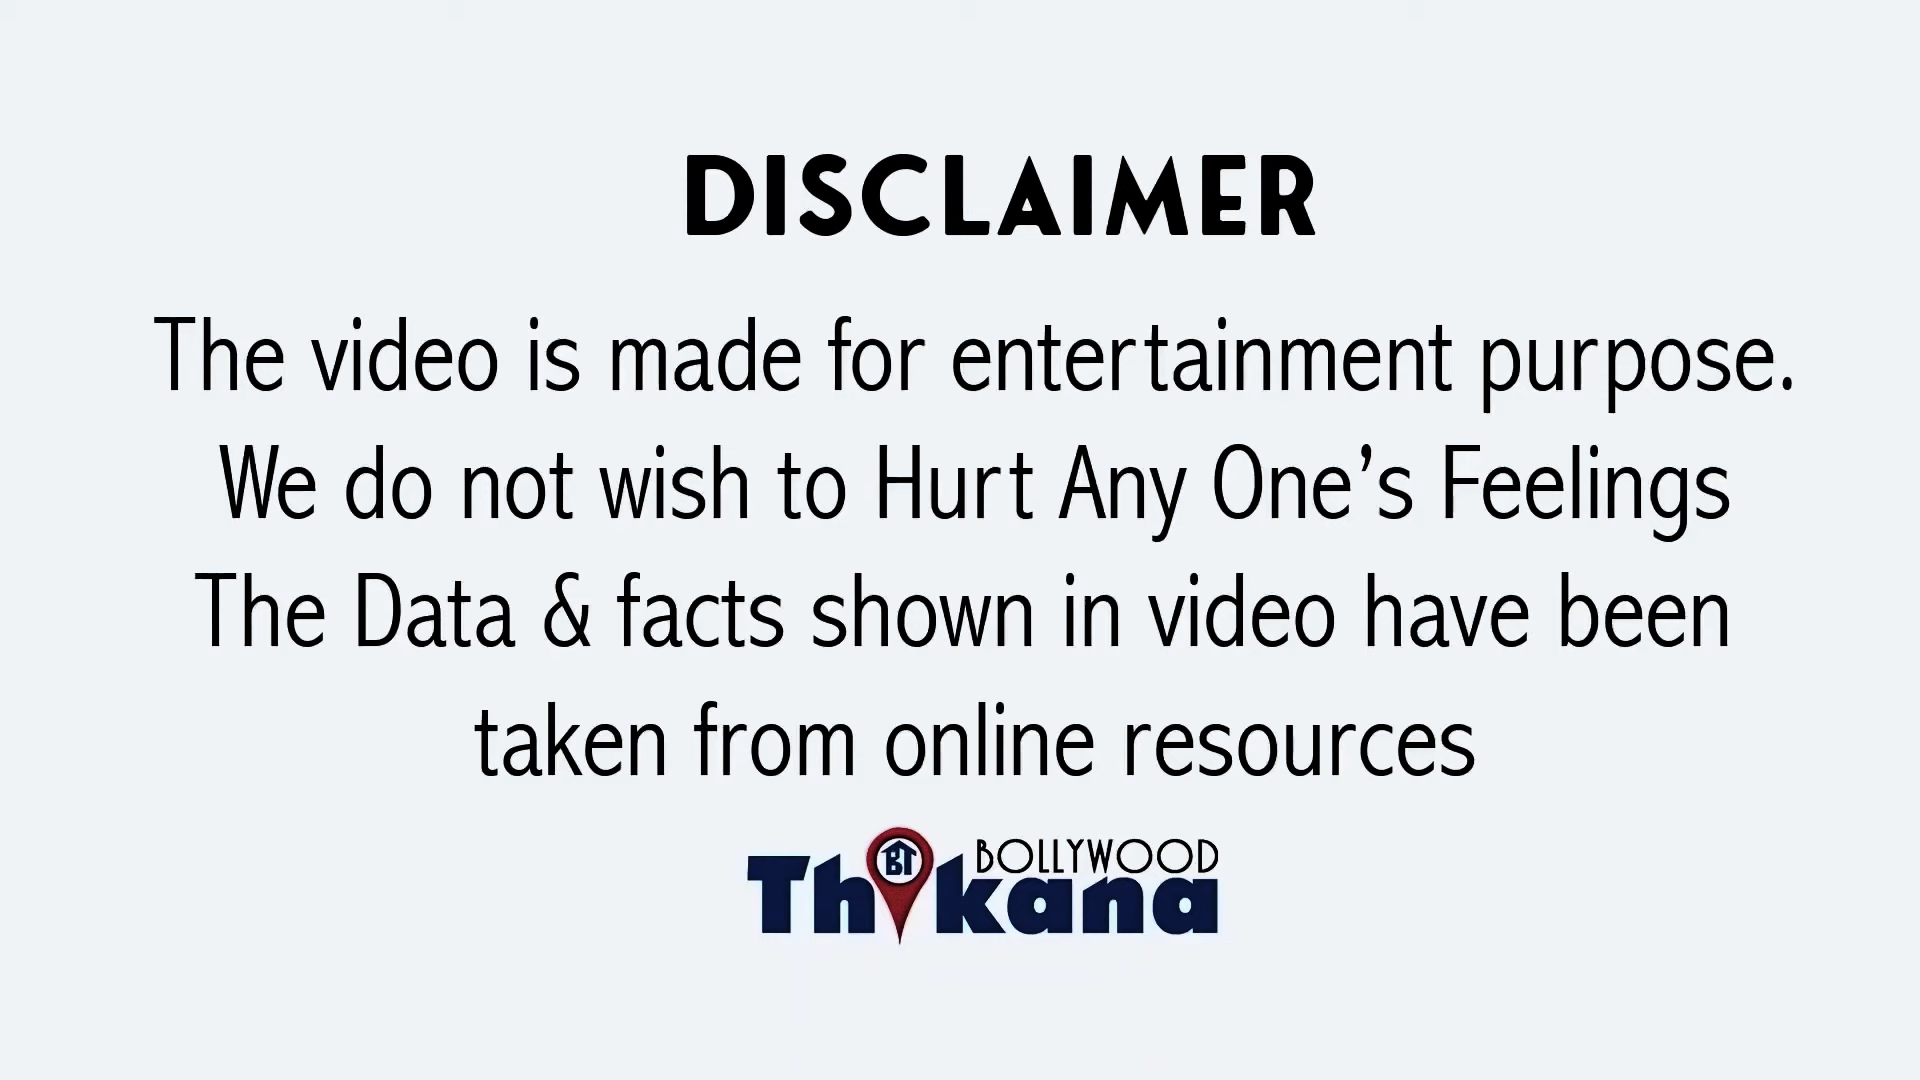 DISCLAIMER
The video is made for entertainment purpose.
We do not wish to Hurt Any One’s Feelings
The Data & facts shown in video have been
taken from online resources
BOLLYWOOD
BT
Thikana